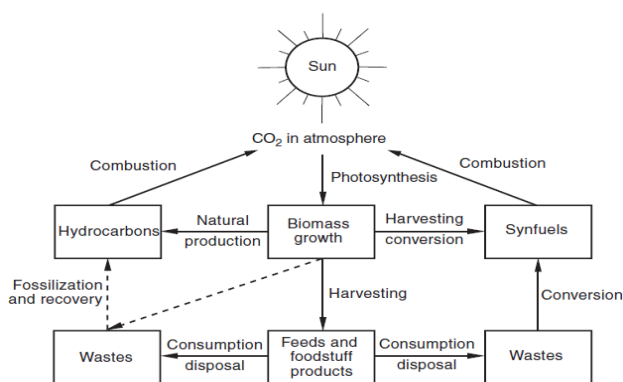 Sun
CO₂ in atmosphere
Combustion
Combustion
Photosynthesis
Hydrocarbons
Natural
production
Biomass
growth
Harvesting
conversion
Synfuels
Fossilization
and recovery
Harvesting
Conversion
Wastes
Consumption
disposal
Feeds and
foodstuff
products
Consumption
disposal
Wastes